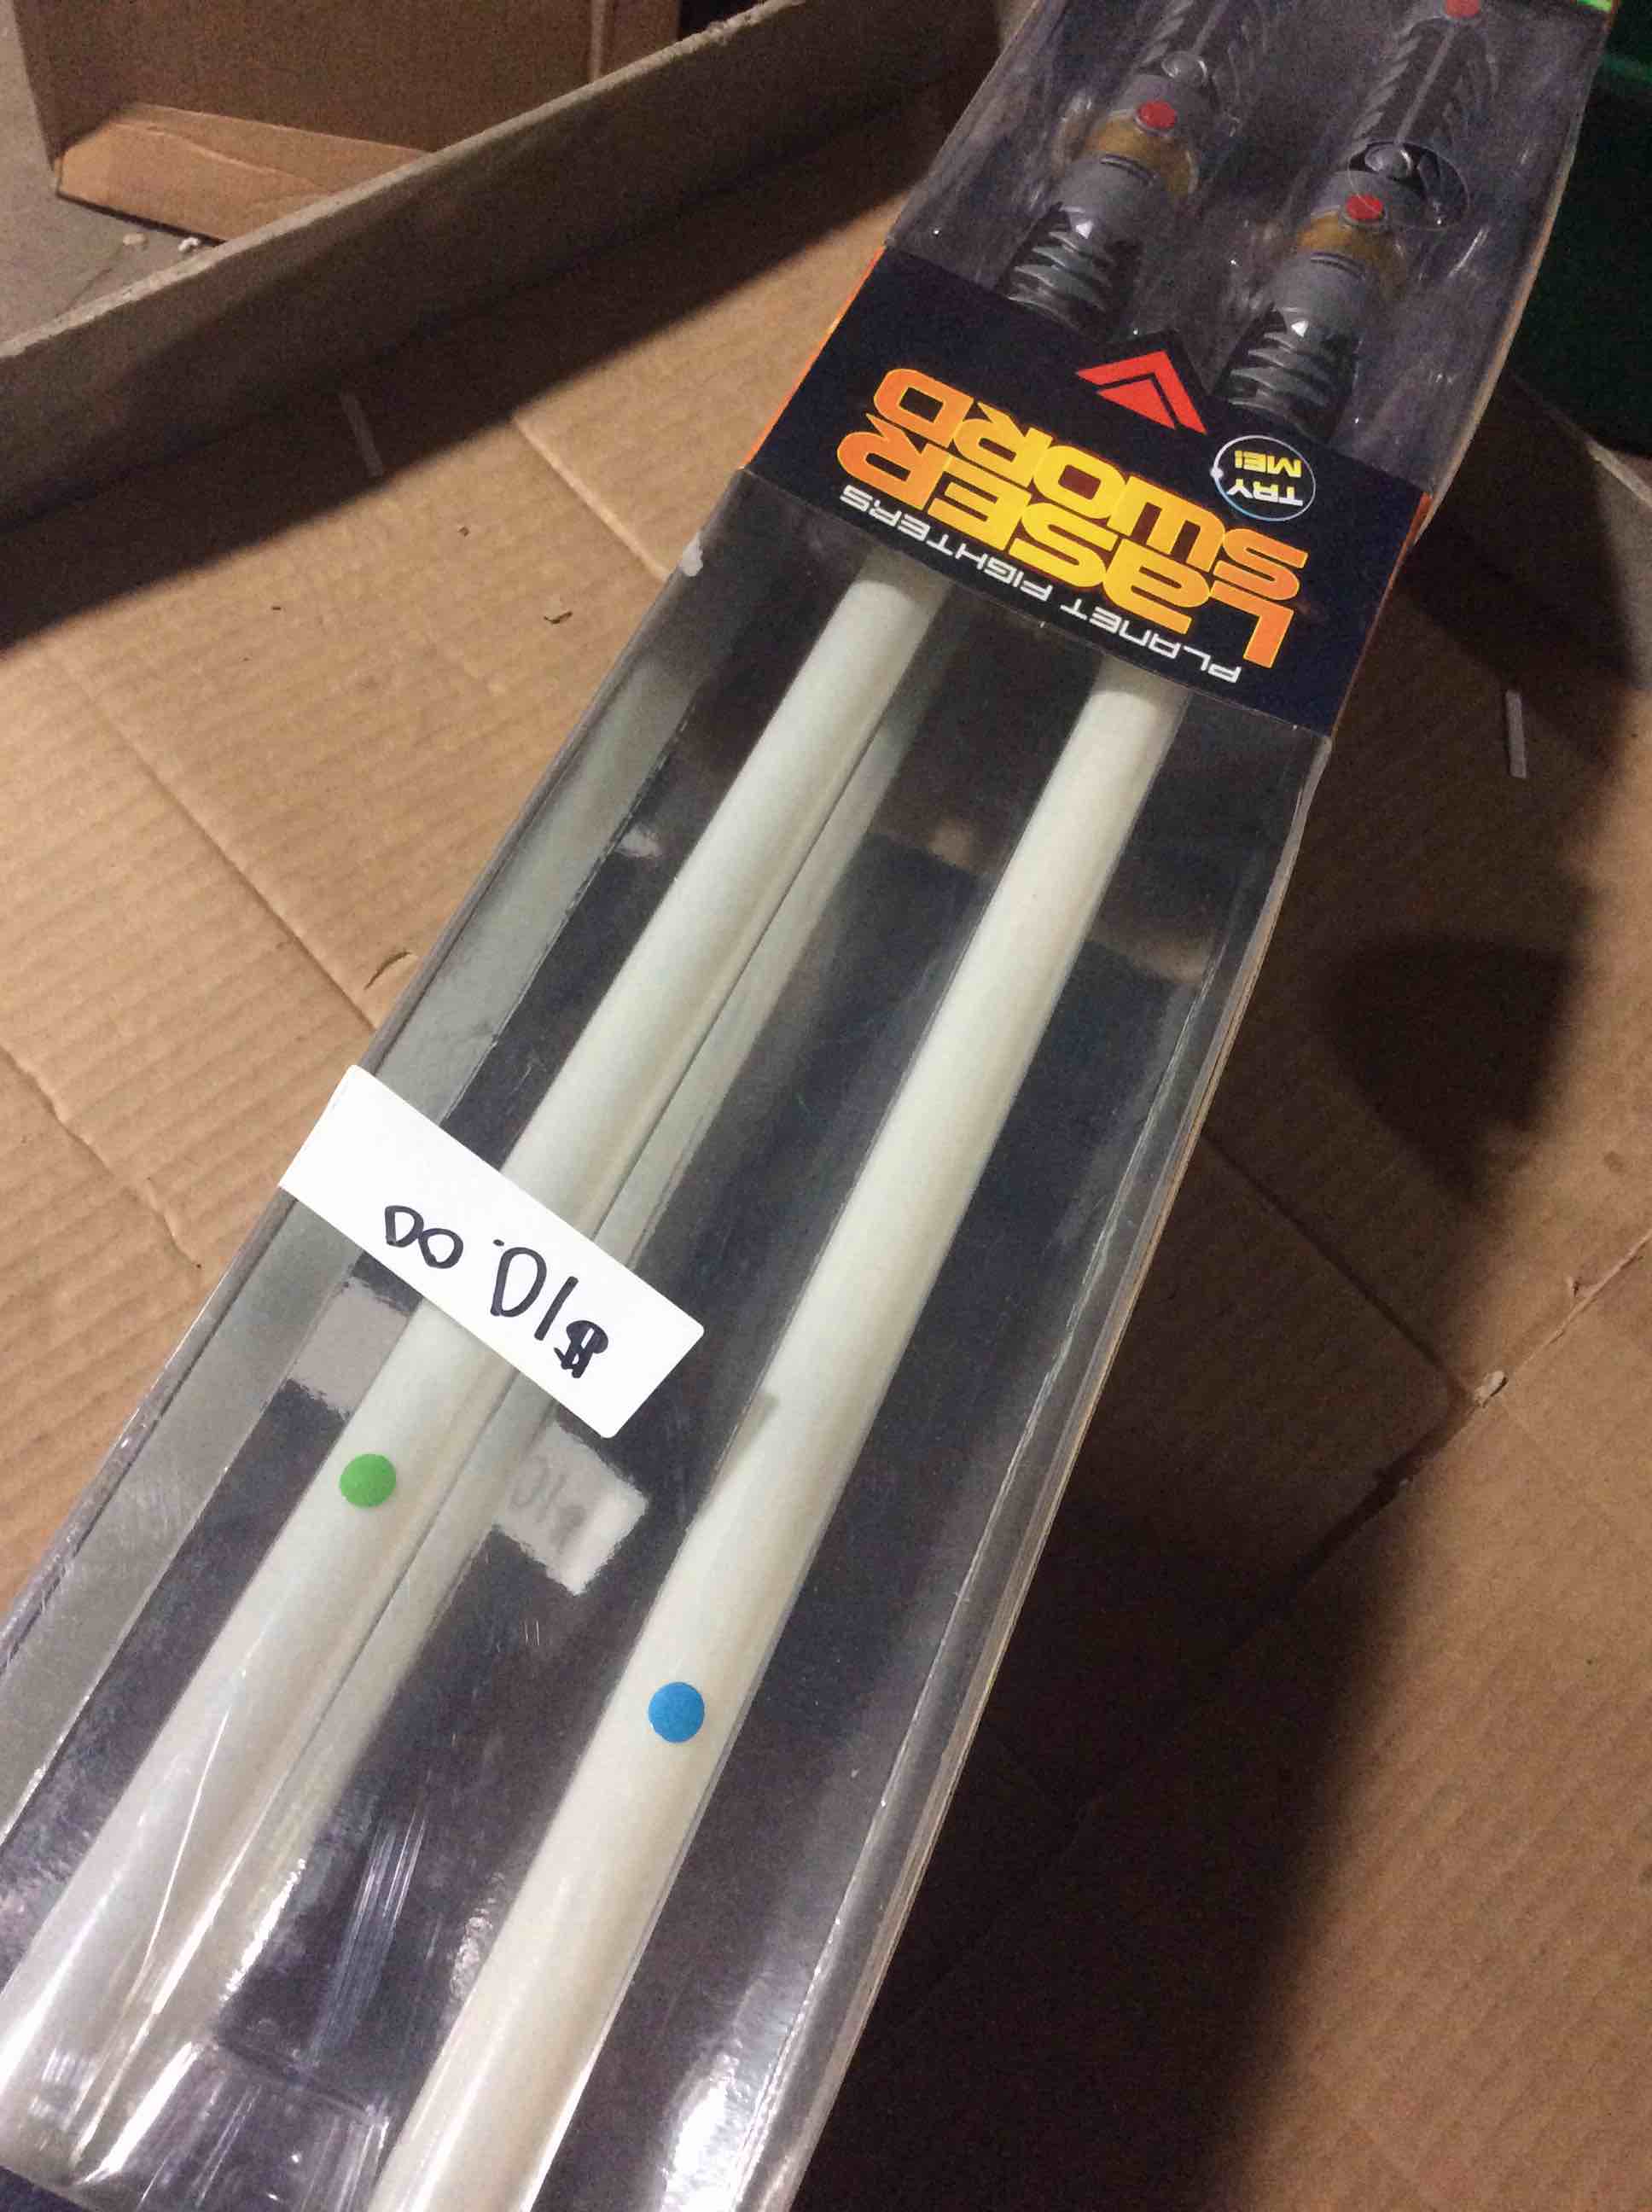 PLANET FIGHTERS
LASER
SWORD
TRY
ME!
$10.00